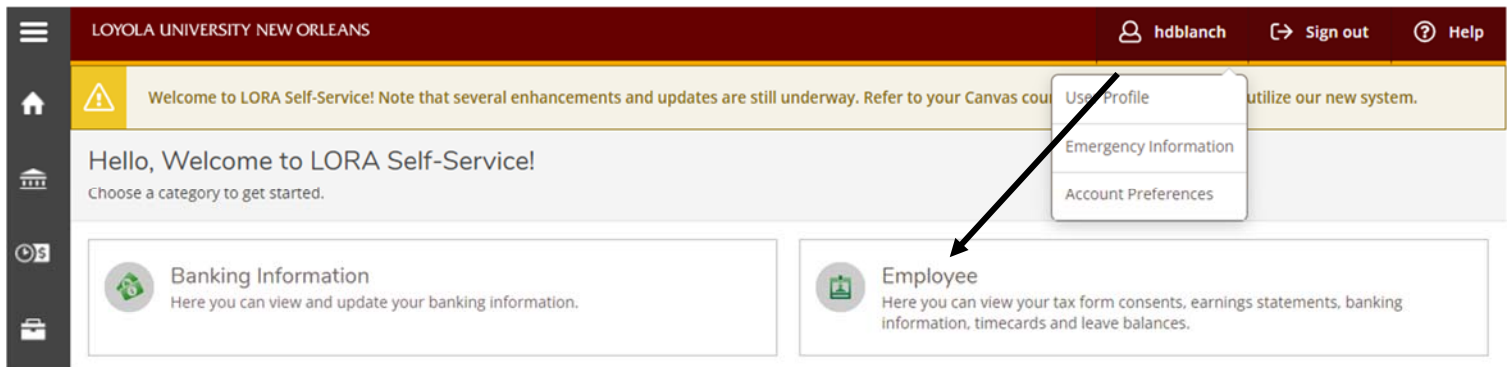 LOYOLA UNIVERSITY NEW ORLEANS
hdblanch
Sign out
Help
Welcome to LORA Self-Service! Note that several enhancements and updates are still underway. Refer to your Canvas cou utilize our new system.
User Profile
Emergency Information
Account Preferences
Hello, Welcome to LORA Self-Service!
Choose a category to get started.
Banking Information
Here you can view and update your banking information.
Employee
Here you can view your tax form consents, earnings statements, banking
information, timecards and leave balances.